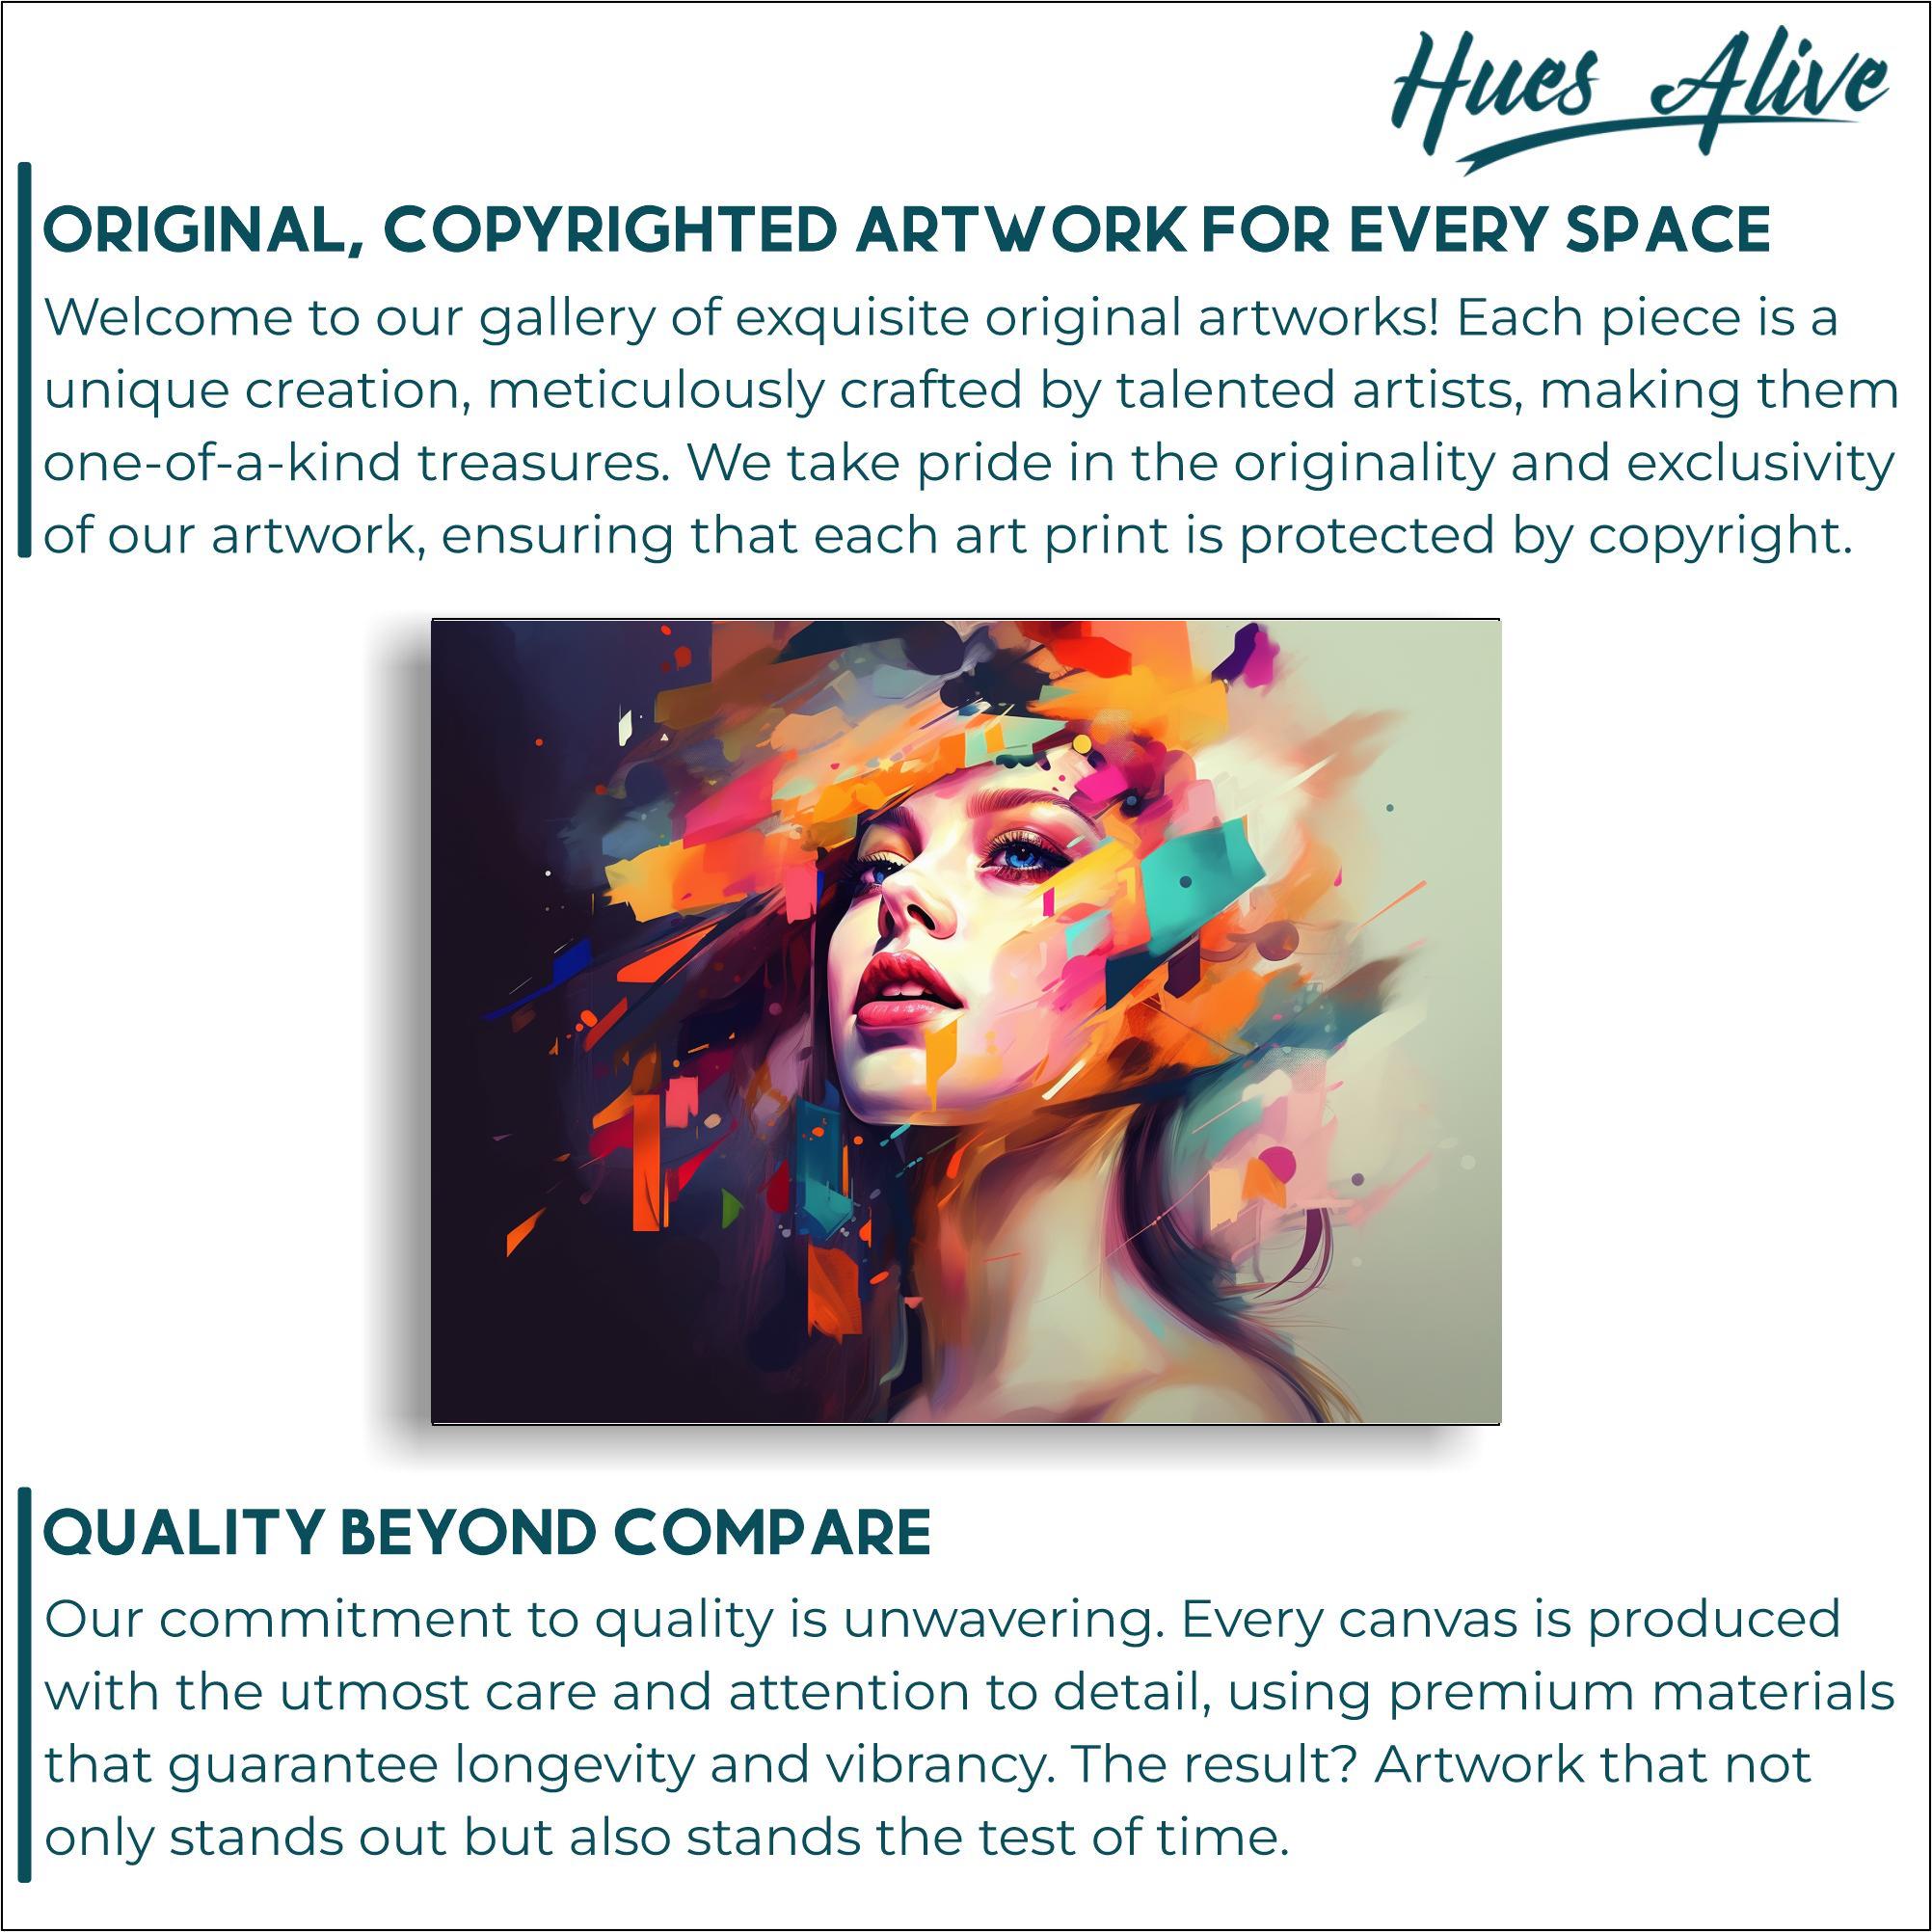 Hues Alive
ORIGINAL, COPYRIGHTED ARTWORK FOR EVERY SPACE
Welcome to our gallery of exquisite original artworks! Each piece is a
unique creation, meticulously crafted by talented artists, making them
one-of-a-kind treasures. We take pride in the originality and exclusivity
of our artwork, ensuring that each art print is protected by copyright.
QUALITY BEYOND COMPARE
Our commitment to quality is unwavering. Every canvas is produced
with the utmost care and attention to detail, using premium materials
that guarantee longevity and vibrancy. The result? Artwork that not
only stands out but also stands the test of time.